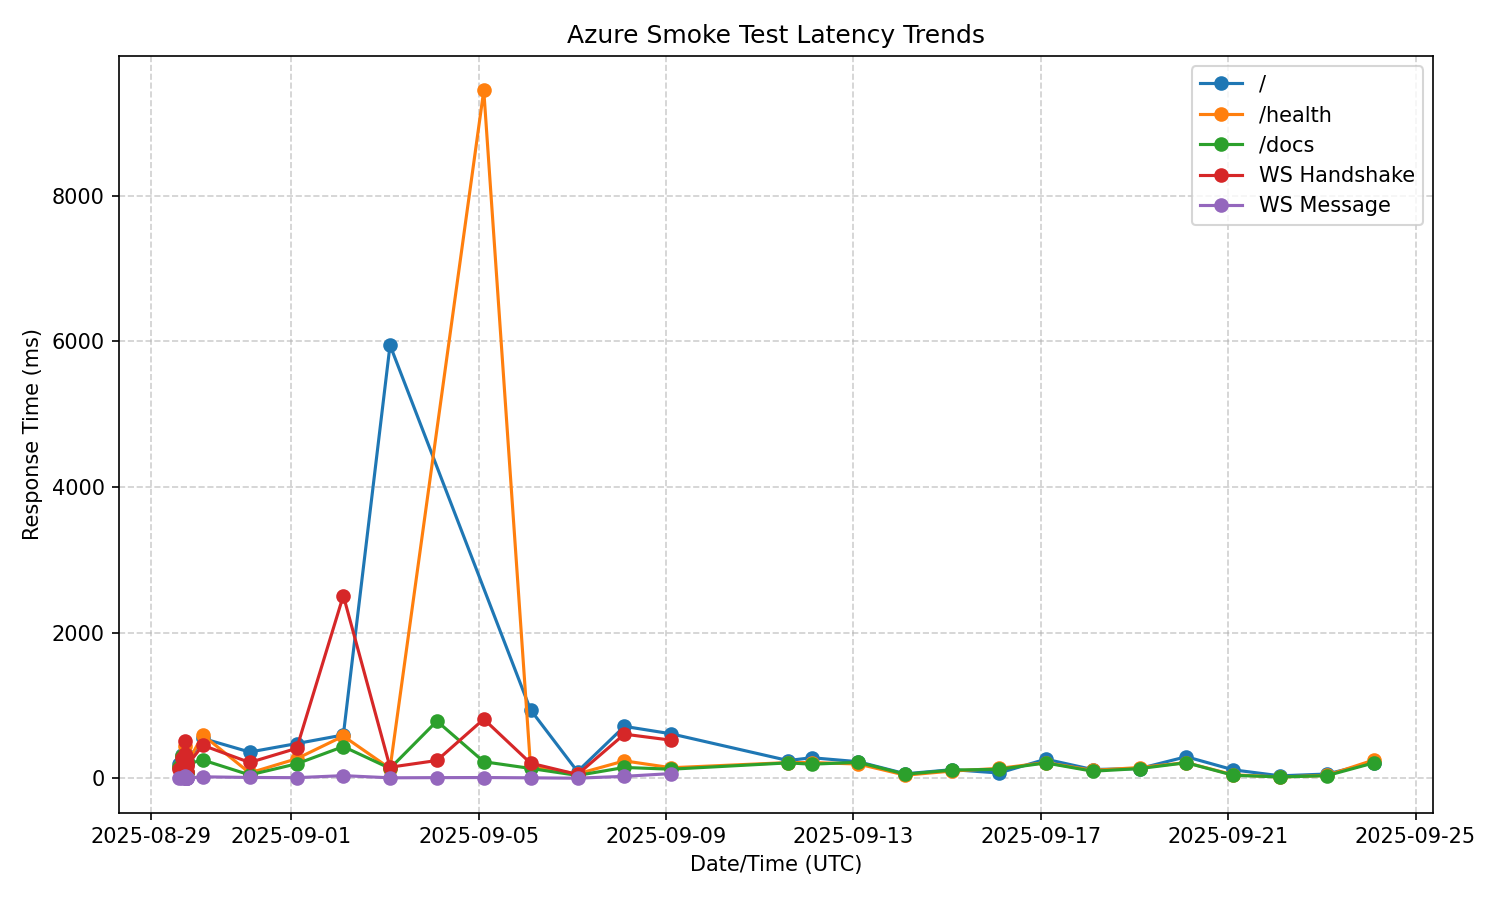 Azure Smoke Test Latency Trends
/
/health
/docs
WS Handshake
WS Message
Response Time (ms)
8000
6000
4000
2000
0
2025-08-29 2025-09-01 2025-09-05 2025-09-09 2025-09-13 2025-09-17 2025-09-21 2025-09-25
Date/Time (UTC)